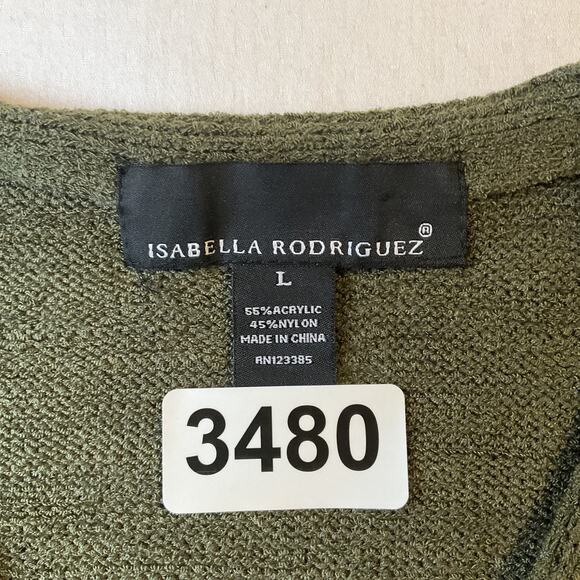 ISABELLA RODRIGUEZ®
L
55%ACRYLIC
45%NYLON
MADE IN CHINA
RN123385
3480